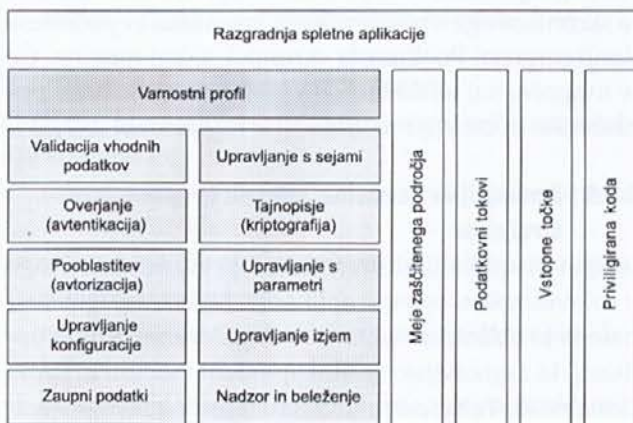 Razgradnja spletne aplikacije
Varnostni profil
Validacija vhodnih
podatkov
Upravljanje s sejami
Overjanje
(avtentikacija)
Tajnopisje
(kriptografija)
Pooblastitev
(avtorizacija)
Upravljanje s
parametri
Upravljanje
konfiguracije
Upravljanje izjem
Zaupni podatki
Nadzor in beleženje
Meje zaščitenega področja
Podatkovni tokovi
Vstopne točke
Priviligirana koda